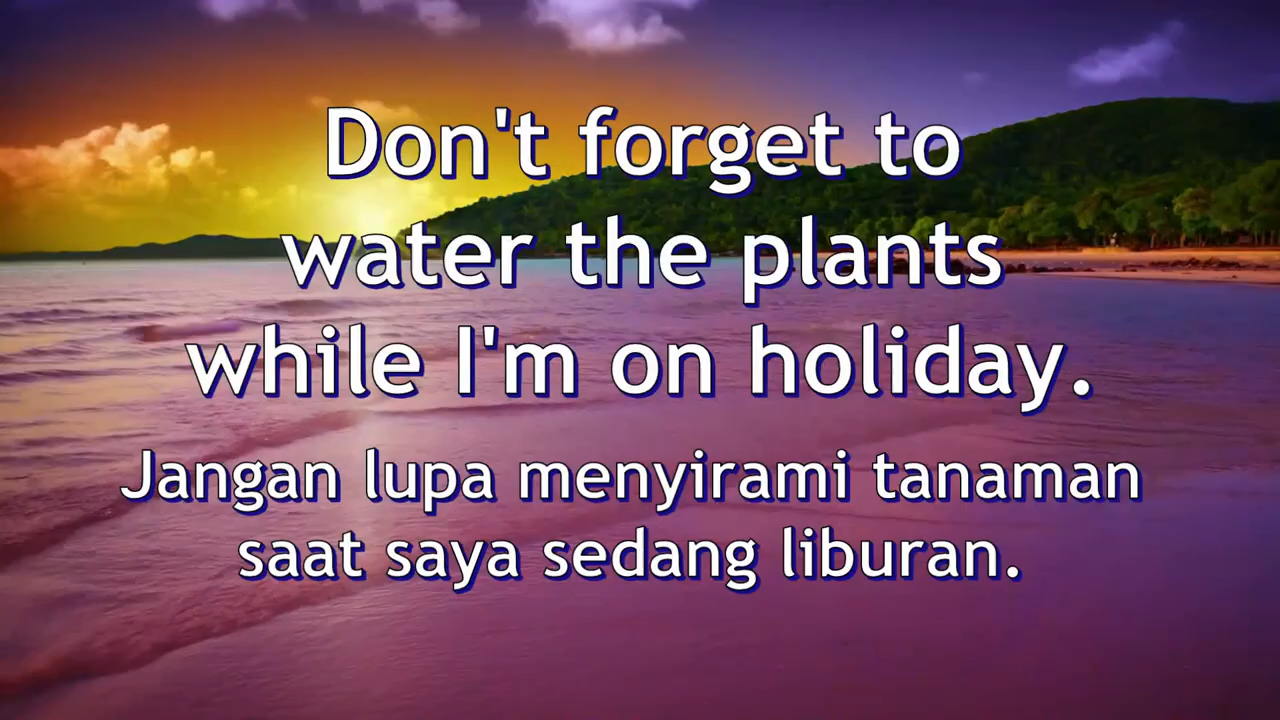 Don't forget to
water the plants
while I'm on holiday.
Jangan lupa menyirami tanaman
saat saya sedang liburan.